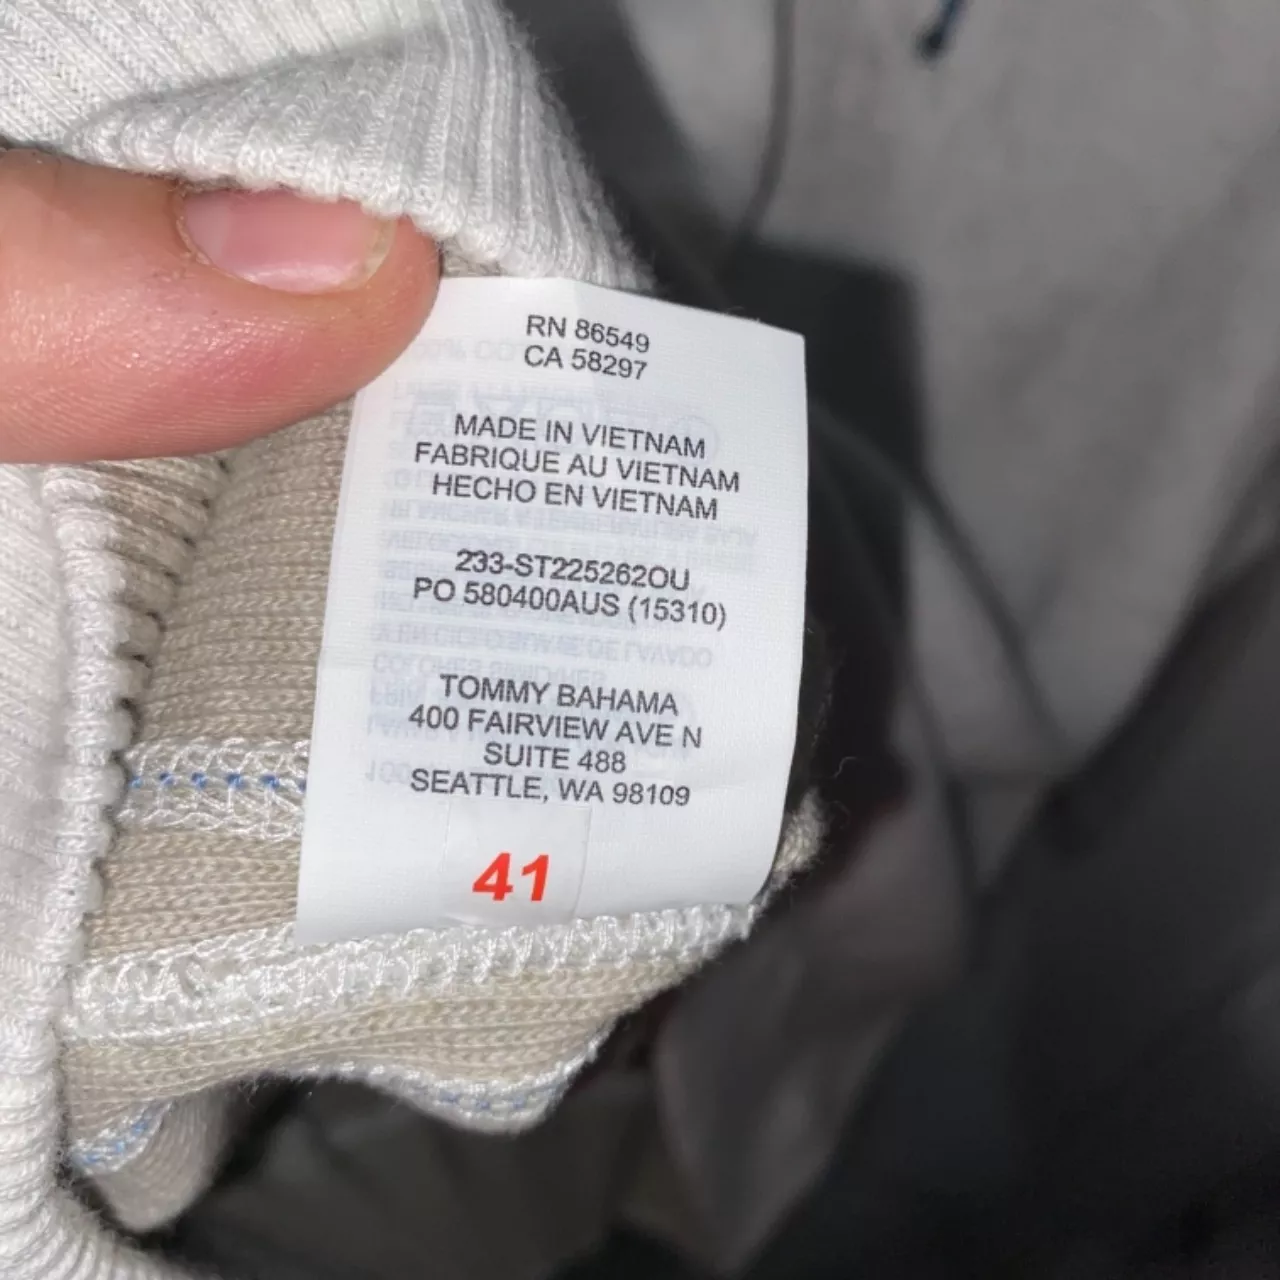 RN 86549
CA 58297
MADE IN VIETNAM
FABRIQUE AU VIETNAM
HECHO EN VIETNAM
233-ST225262OU
PO 580400AUS (15310)
TOMMY BAHAMA
400 FAIRVIEW AVE N
SUITE 488
SEATTLE, WA 98109
41